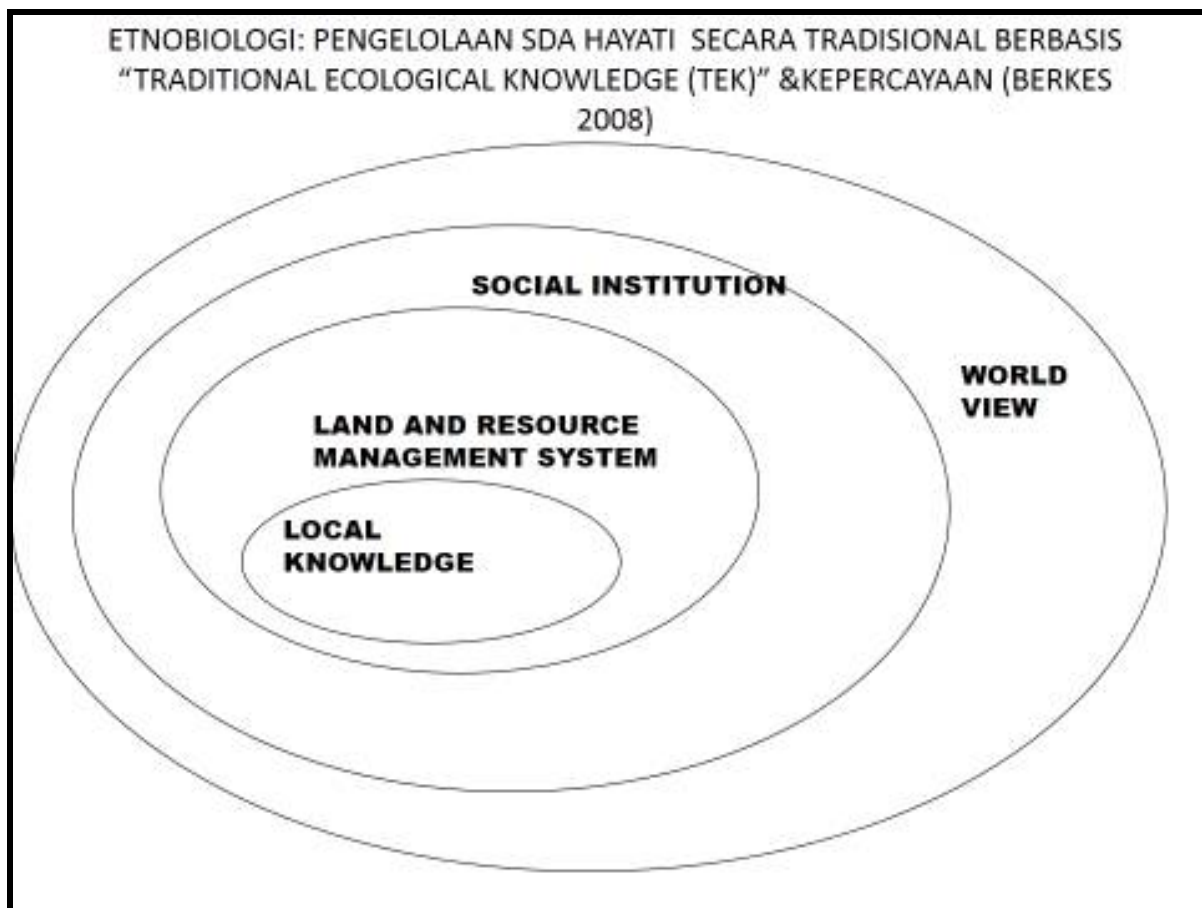 ETNOBIOLOGI: PENGELOLAAN SDA HAYATI SECARA TRADISIONAL BERBASIS
“TRADITIONAL ECOLOGICAL KNOWLEDGE (TEK)” &KEPERCAYAAN (BERKES
2008)
SOCIAL INSTITUTION
WORLD
VIEW
LAND AND RESOURCE
MANAGEMENT SYSTEM
LOCAL
KNOWLEDGE